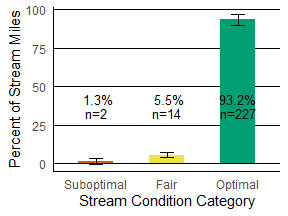 Percent of Stream Miles
100
75
50
25
0
1.3% 5.5% 93.2%
n=2 n=14 n=227
Suboptimal Fair Optimal
Stream Condition Category